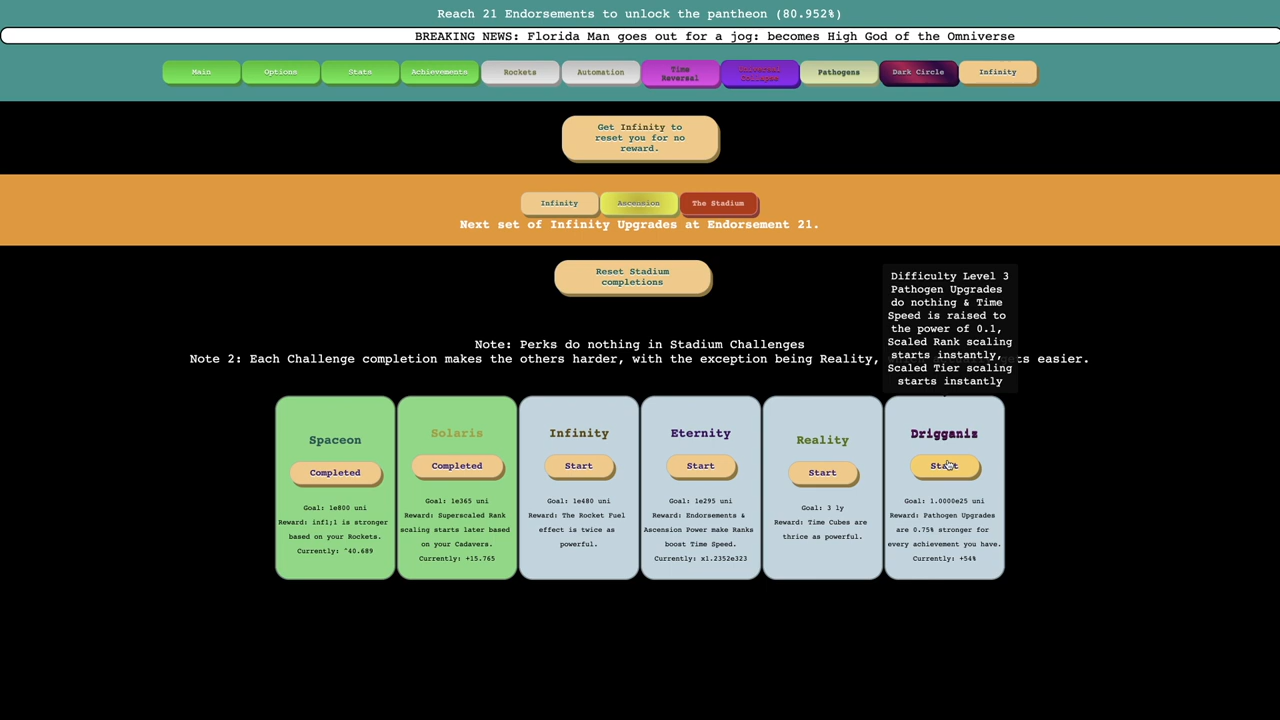 Reach 21 Endorsements to unlock the pantheon (80.952%)
BREAKING NEWS: Florida Man goes out for a jog: becomes High God of the Omniverse
Main
Options
Stats
Achievements
Rockets
Automation
Time
Reversal
Universal
Collapse
Pathogens
Dark Circle
Infinity
Get Infinity to
reset you for no
reward.
Infinity
Ascension
The Stadium
Next set of Infinity Upgrades at Endorsement 21.
Reset Stadium
completions
Difficulty Level 3
Pathogen Upgrades
do nothing & Time
Speed is raised to
the power of 0.1,
Scaled Rank scaling
starts instantly,
Scaled Tier scaling
starts instantly
Note: Perks do nothing in Stadium Challenges
Note 2: Each Challenge completion makes the others harder, with the exception being Reality, easier.
Spaceon
Completed
Goal: 1e800 uni
Reward: inf1;1 is stronger
based on your Rockets.
Currently: ^40.689
Solaris
Completed
Goal: 1e365 uni
Reward: Superscaled Rank
scaling starts later based
on your Cadavers.
Currently: +15.765
Infinity
Start
Goal: 1e480 uni
Reward: The Rocket Fuel
effect is twice as
powerful.
Eternity
Start
Goal: 1e295 uni
Reward: Endorsements &
Ascension Power make Ranks
boost Time Speed.
Currently: x1.2352e323
Reality
Start
Goal: 3 ly
Reward: Time Cubes are
thrice as powerful.
Drigganiz
Start
Goal: 1.0000e25 uni
Reward: Pathogen Upgrades
are 0.75% stronger for
every achievement you have.
Currently: +54%